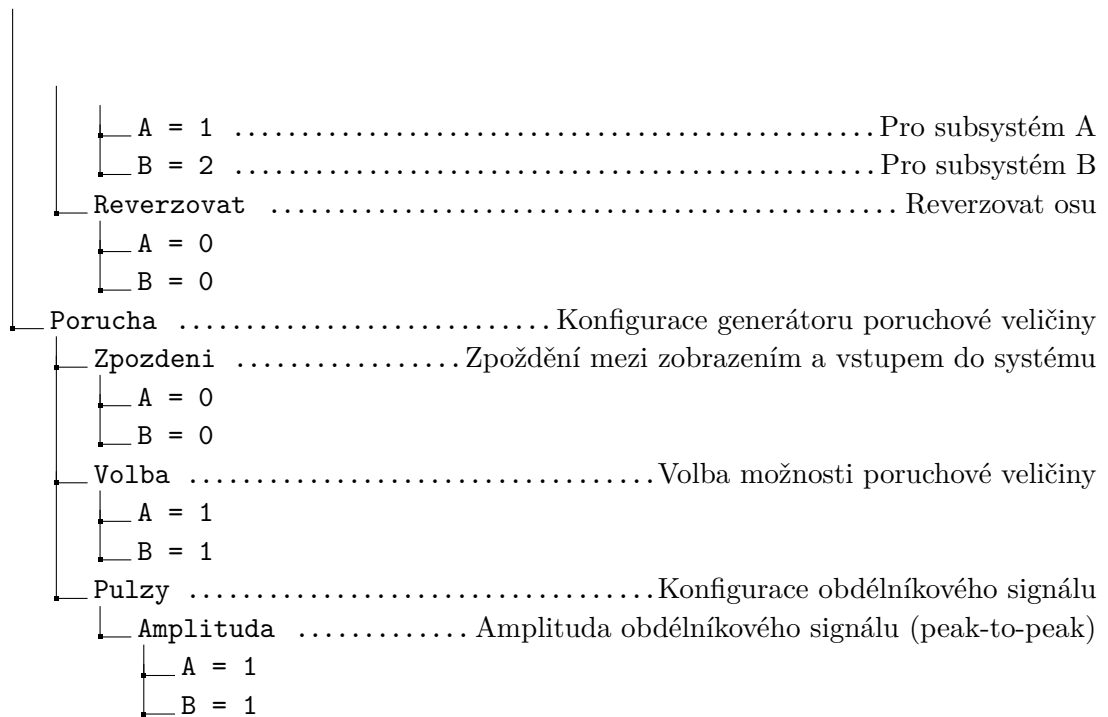 A = 1 ................................................ Pro subsystém A
B = 2 ................................................ Pro subsystém B
Reverzovat ............................................... Reverzovat osu
A = 0
B = 0
Porucha ............................ Konfigurace generátoru poruchové veličiny
Zpozdeni ................. Zpoždění mezi zobrazením a vstupem do systému
A = 0
B = 0
Volba ................................... Volba možnosti poruchové veličiny
A = 1
B = 1
Pulzy ................................... Konfigurace obdélníkového signálu
Amplituda ............. Amplituda obdélníkového signálu (peak-to-peak)
A = 1
B = 1